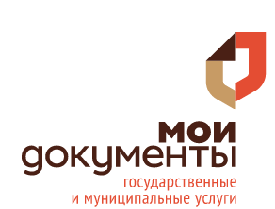 мои
документы
государственные
и муниципальные услуги